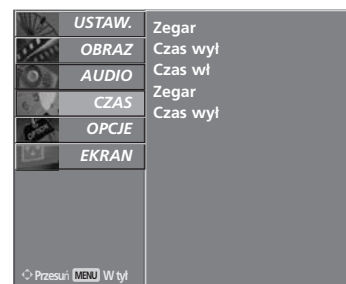 USTAW.
OBRAZ
AUDIO
CZAS
OPCJE
EKRAN
Zegar
Czas wył
Czas wł
Zegar
Czas wył
Przesuń MENU W tył